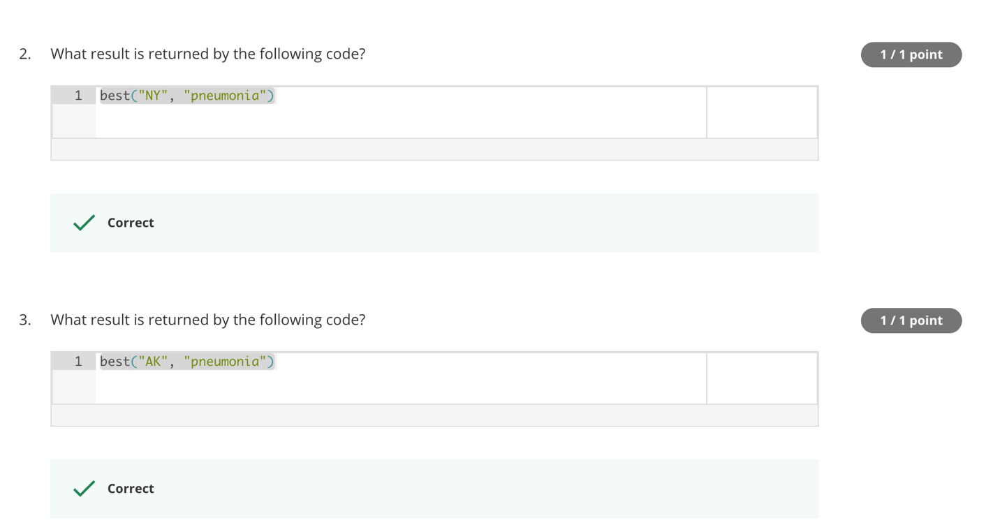 2. What result is returned by the following code?
1 / 1 point
1 best("NY", "pneumonia")
Correct
3. What result is returned by the following code?
1 / 1 point
1 best("AK", "pneumonia")
Correct